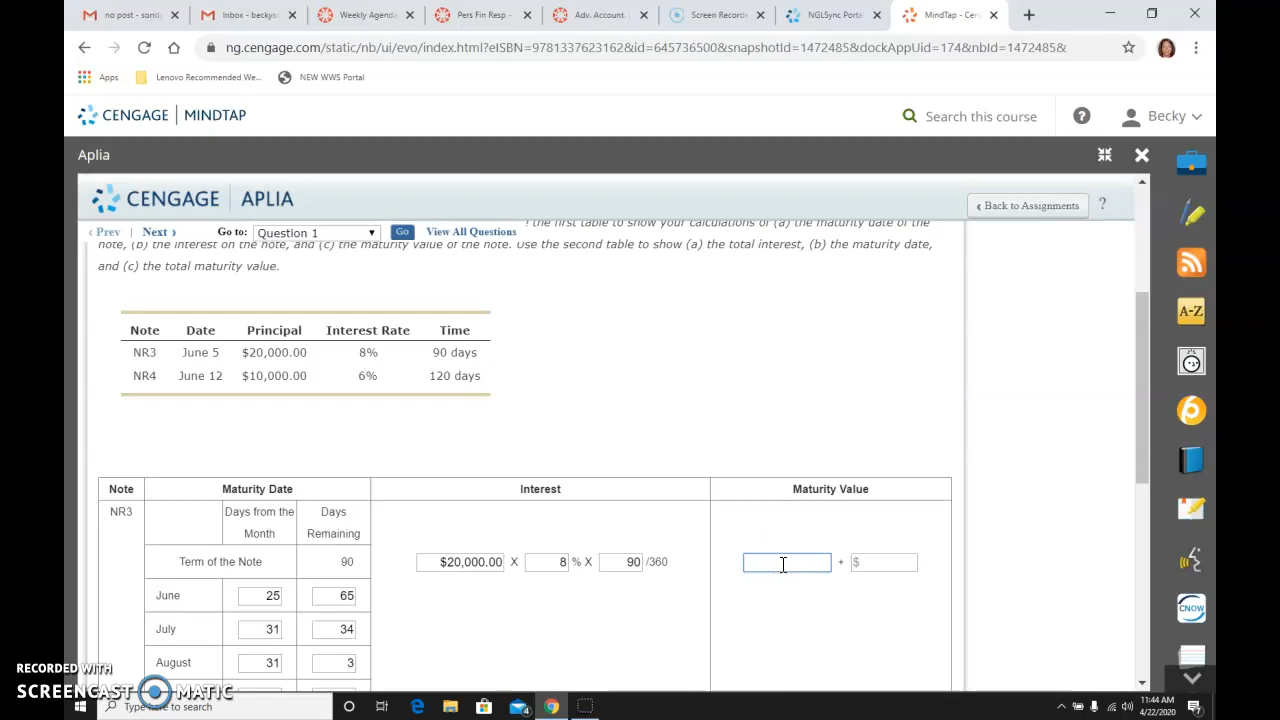 no post - sond
Inbox - beckys
Weekly Agenda
Pers Fin Resp -
Adv. Account.
Screen Record
NGLSync Porta
MindTap - Cen
ng.cengage.com/static/nb/ui/evo/index.html?eISBN=9781337623162&id=645736500&snapshotId=1472485&dockAppUid=174&nbId=1472485&
Apps
Lenovo Recommended We...
NEW WWS Portal
CENGAGE | MINDTAP
Search this course
?
Becky
Aplia
CENGAGE | APLIA
‹ Back to Assignments
?
the first table to show your calculations of (a) the maturity date of the
‹ Prev | Next ›
Go to: Question 1
Go
View All Questions
note, (b) the interest on the note, and (c) the maturity value of the note. Use the second table to show (a) the total interest, (b) the maturity date,
and (c) the total maturity value.
Note Date Principal Interest Rate Time
NR3 June 5 $20,000.00 8% 90 days
NR4 June 12 $10,000.00 6% 120 days
Note Maturity Date Interest Maturity Value
NR3
Days from the Month
Days Remaining
Term of the Note 90
$20,000.00 X 8 % X 90 /360
+ $
June 25 65
July 31 34
August 31 3
A-Z
CNOW
RECORDED WITH
SCREENCAST MATIC
Type here to search
4
11:44 AM
4/22/2020